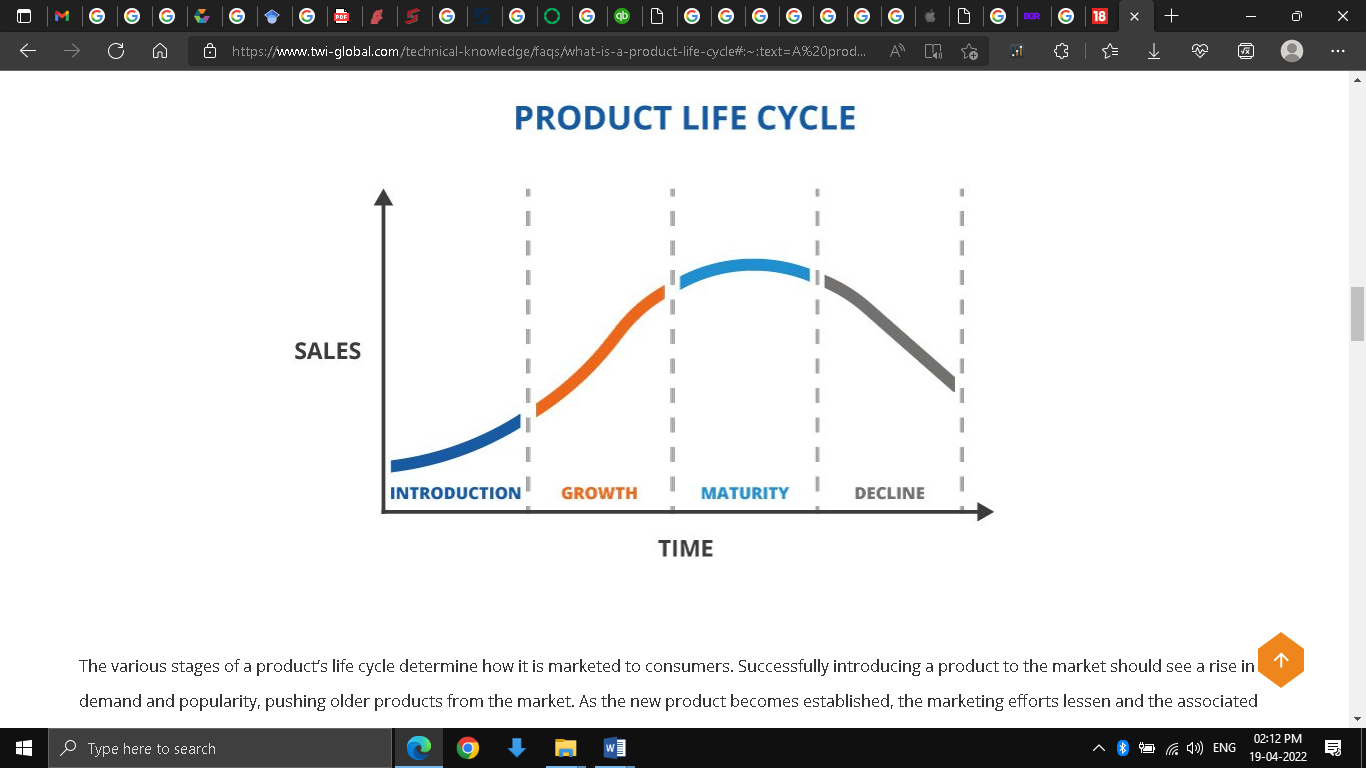 https://www.twi-global.com/technical-knowledge/faqs/what-is-a-product-life-cycle#:~:text=A%20prod...
PRODUCT LIFE CYCLE
SALES
INTRODUCTION GROWTH MATURITY DECLINE
TIME
The various stages of a product’s life cycle determine how it is marketed to consumers. Successfully introducing a product to the market should see a rise in
demand and popularity, pushing older products from the market. As the new product becomes established, the marketing efforts lessen and the associated
Type here to search
ENG
02:12 PM
19-04-2022